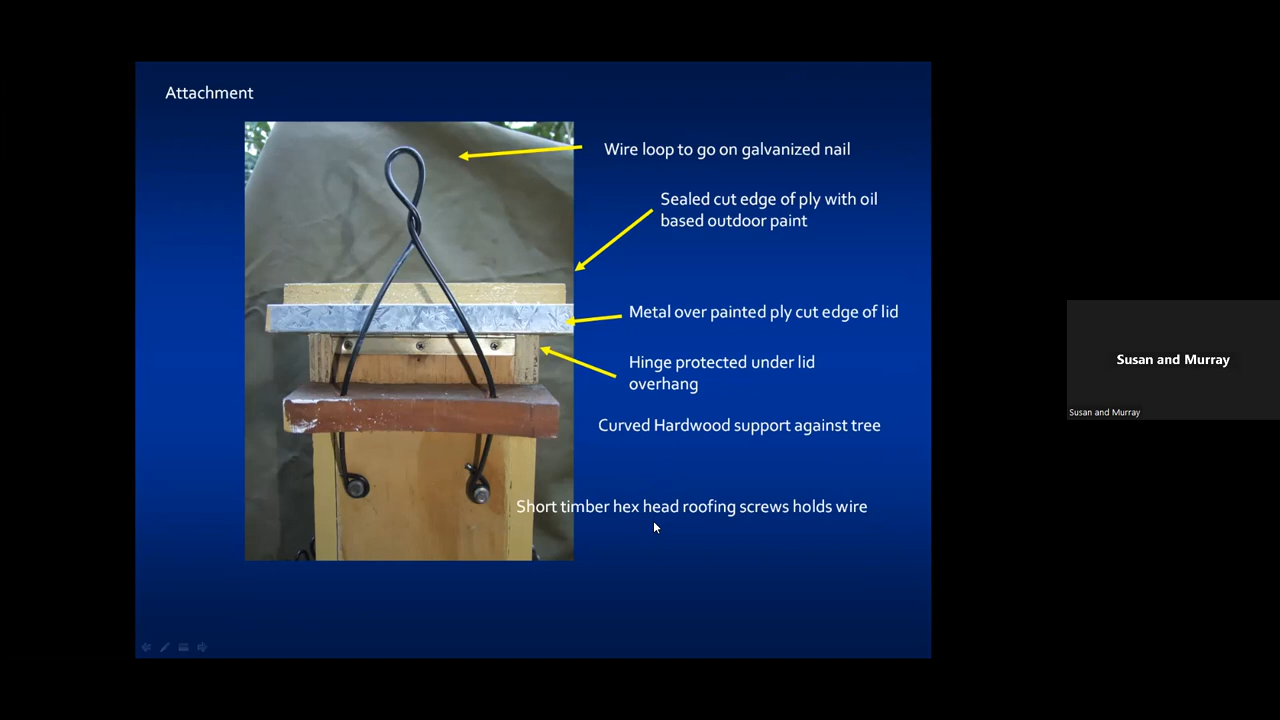 Attachment
Wire loop to go on galvanized nail
Sealed cut edge of ply with oil
based outdoor paint
Metal over painted ply cut edge of lid
Hinge protected under lid
overhang
Curved Hardwood support against tree
Short timber hex head roofing screws holds wire
Susan and Murray
Susan and Murray